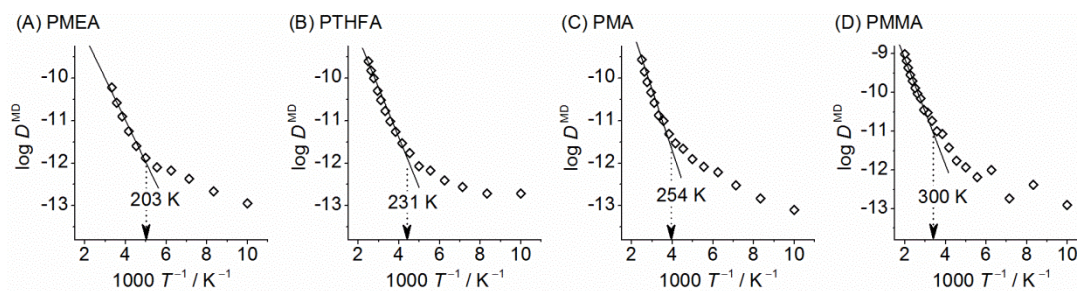 (A) PMEA
(B) PTHFA
(C) PMA
(D) PMMA
log D^MD
-10
-11
-12
-13
203 K
2 4 6 8 10
1000 T⁻¹ / K⁻¹
log D^MD
-10
-11
-12
-13
231 K
2 4 6 8 10
1000 T⁻¹ / K⁻¹
log D^MD
-10
-11
-12
-13
254 K
2 4 6 8 10
1000 T⁻¹ / K⁻¹
log D^MD
-9
-10
-11
-12
-13
300 K
2 4 6 8 10
1000 T⁻¹ / K⁻¹